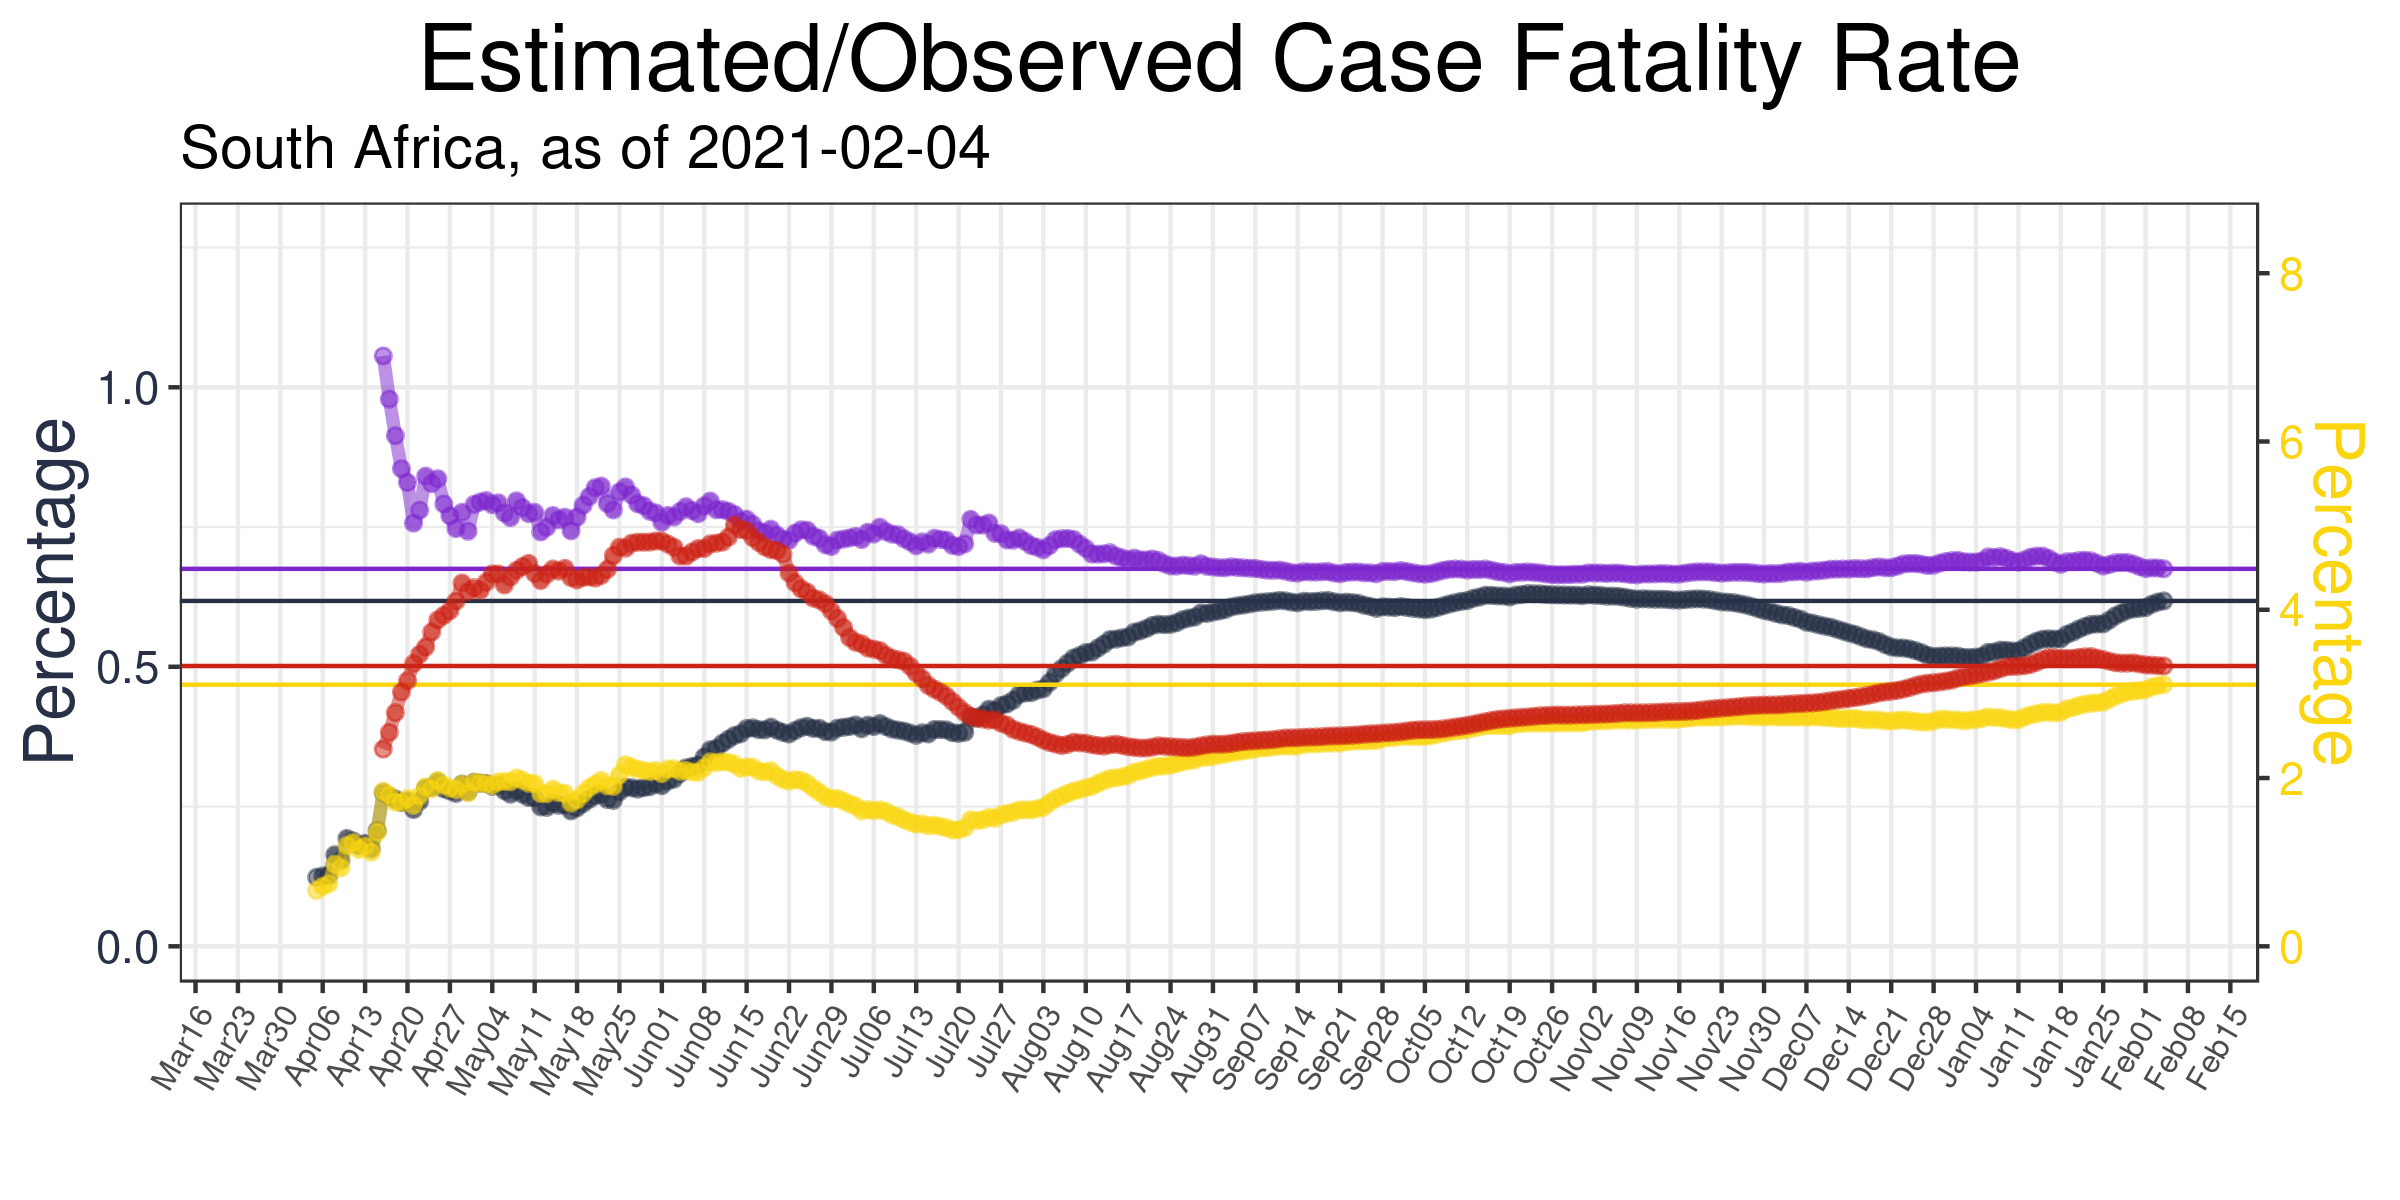 Estimated/Observed Case Fatality Rate
South Africa, as of 2021-02-04
Percentage
1.0
0.5
0.0
8
6
4
2
0
Percentage
Mar16
Mar23
Mar30
Apr06
Apr13
Apr20
Apr27
May04
May11
May18
May25
Jun01
Jun08
Jun15
Jun22
Jun29
Jul06
Jul13
Jul20
Jul27
Aug03
Aug10
Aug17
Aug24
Aug31
Sep07
Sep14
Sep21
Sep28
Oct05
Oct12
Oct19
Oct26
Nov02
Nov09
Nov16
Nov23
Nov30
Dec07
Dec14
Dec21
Dec28
Jan04
Jan11
Jan18
Jan25
Feb01
Feb08
Feb15